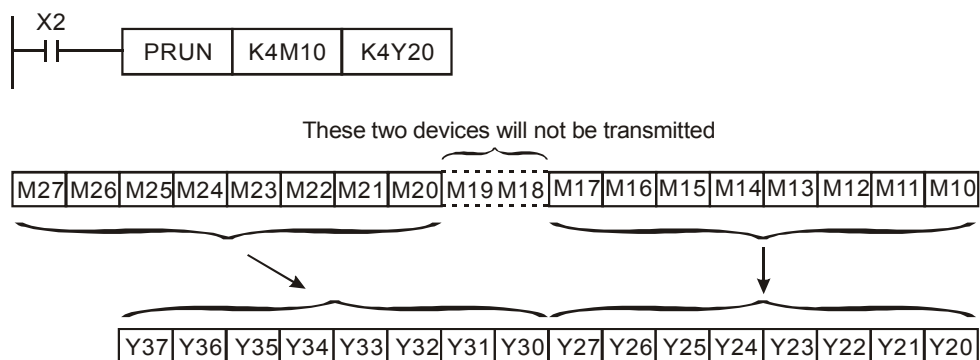 X2
PRUN K4M10 K4Y20
These two devices will not be transmitted
M27 M26 M25 M24 M23 M22 M21 M20 M19 M18 M17 M16 M15 M14 M13 M12 M11 M10
Y37 Y36 Y35 Y34 Y33 Y32 Y31 Y30 Y27 Y26 Y25 Y24 Y23 Y22 Y21 Y20